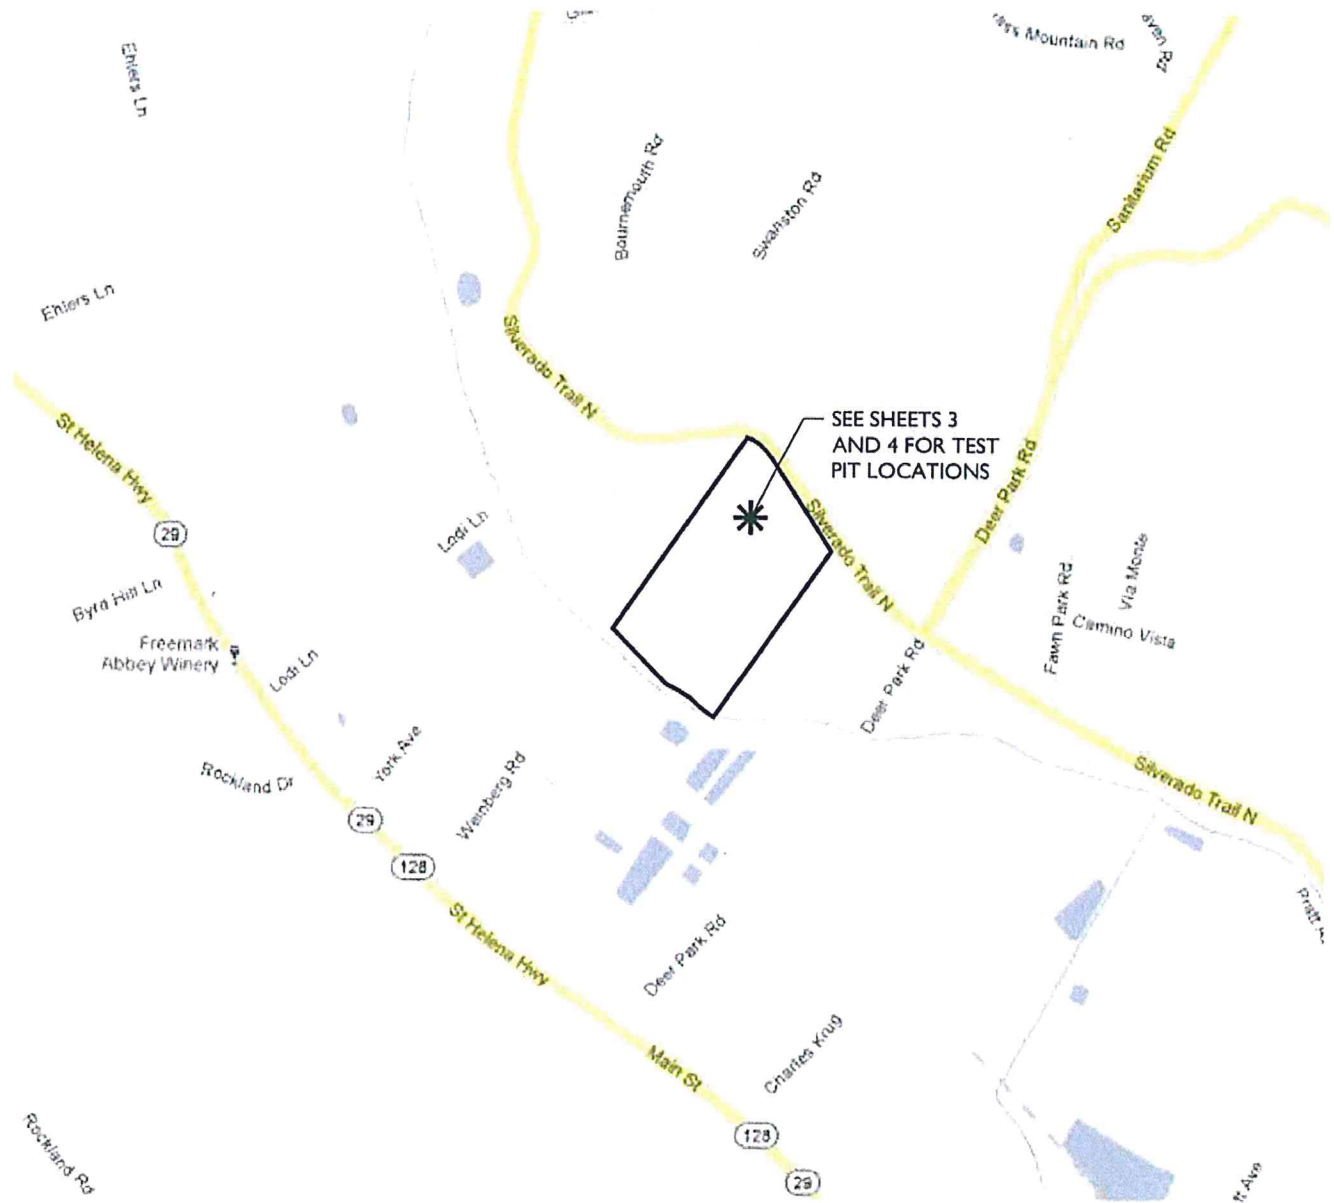 Mountain Rd
Ehlers Ln
Sanitarium Rd
Bournemouth Rd
Swanston Rd
Ehlers Ln
Silverado Trail N
SEE SHEETS 3
AND 4 FOR TEST
PIT LOCATIONS
St Helena Hwy
29
Lodi Ln
Silverado Trail N
Deer Park Rd
Byrd Hill Ln
Via Monte
Fawn Park Rd
Camino Vista
Freemark
Abbey Winery
Lodi Ln
Deer Park Rd
York Ave
Rockland Dr
Weinberg Rd
Silverado Trail N
29
128
St Helena Hwy
Deer Park Rd
Charles Krug
Main St
128
29
Rockland Rd